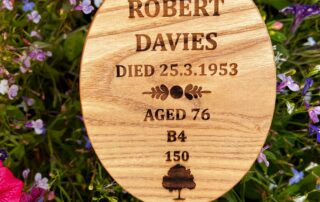 ROBERT
DAVIES
DIED 25.3.1953
AGED 76
B4
150